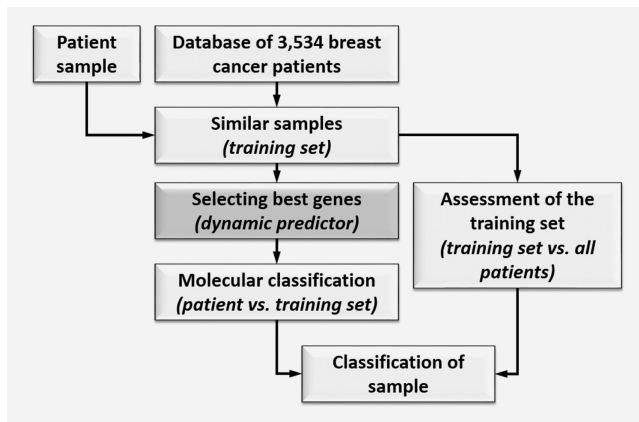 Patient
sample
Database of 3,534 breast
cancer patients
Similar samples
(training set)
Selecting best genes
(dynamic predictor)
Assessment of the
training set
(training set vs. all
patients)
Molecular classification
(patient vs. training set)
Classification of
sample